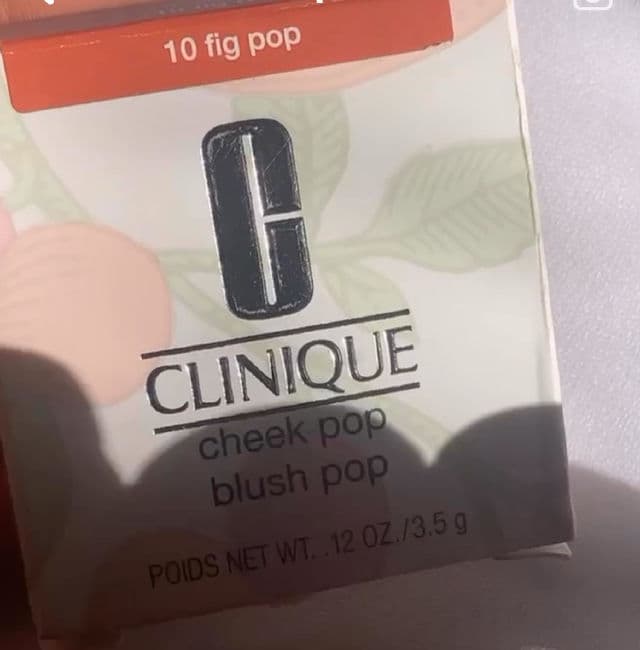 10 fig pop
C
CLINIQUE
cheek pop
blush pop
POIDS NET WT. .12 OZ./3.5 g